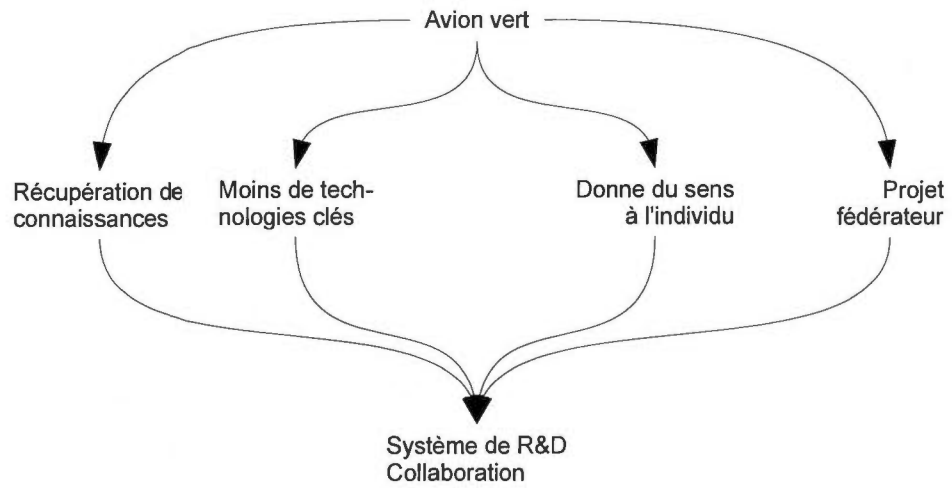 Avion vert
Récupération de
connaissances
Moins de tech-
nologies clés
Donne du sens
à l'individu
Projet
fédérateur
Système de R&D
Collaboration